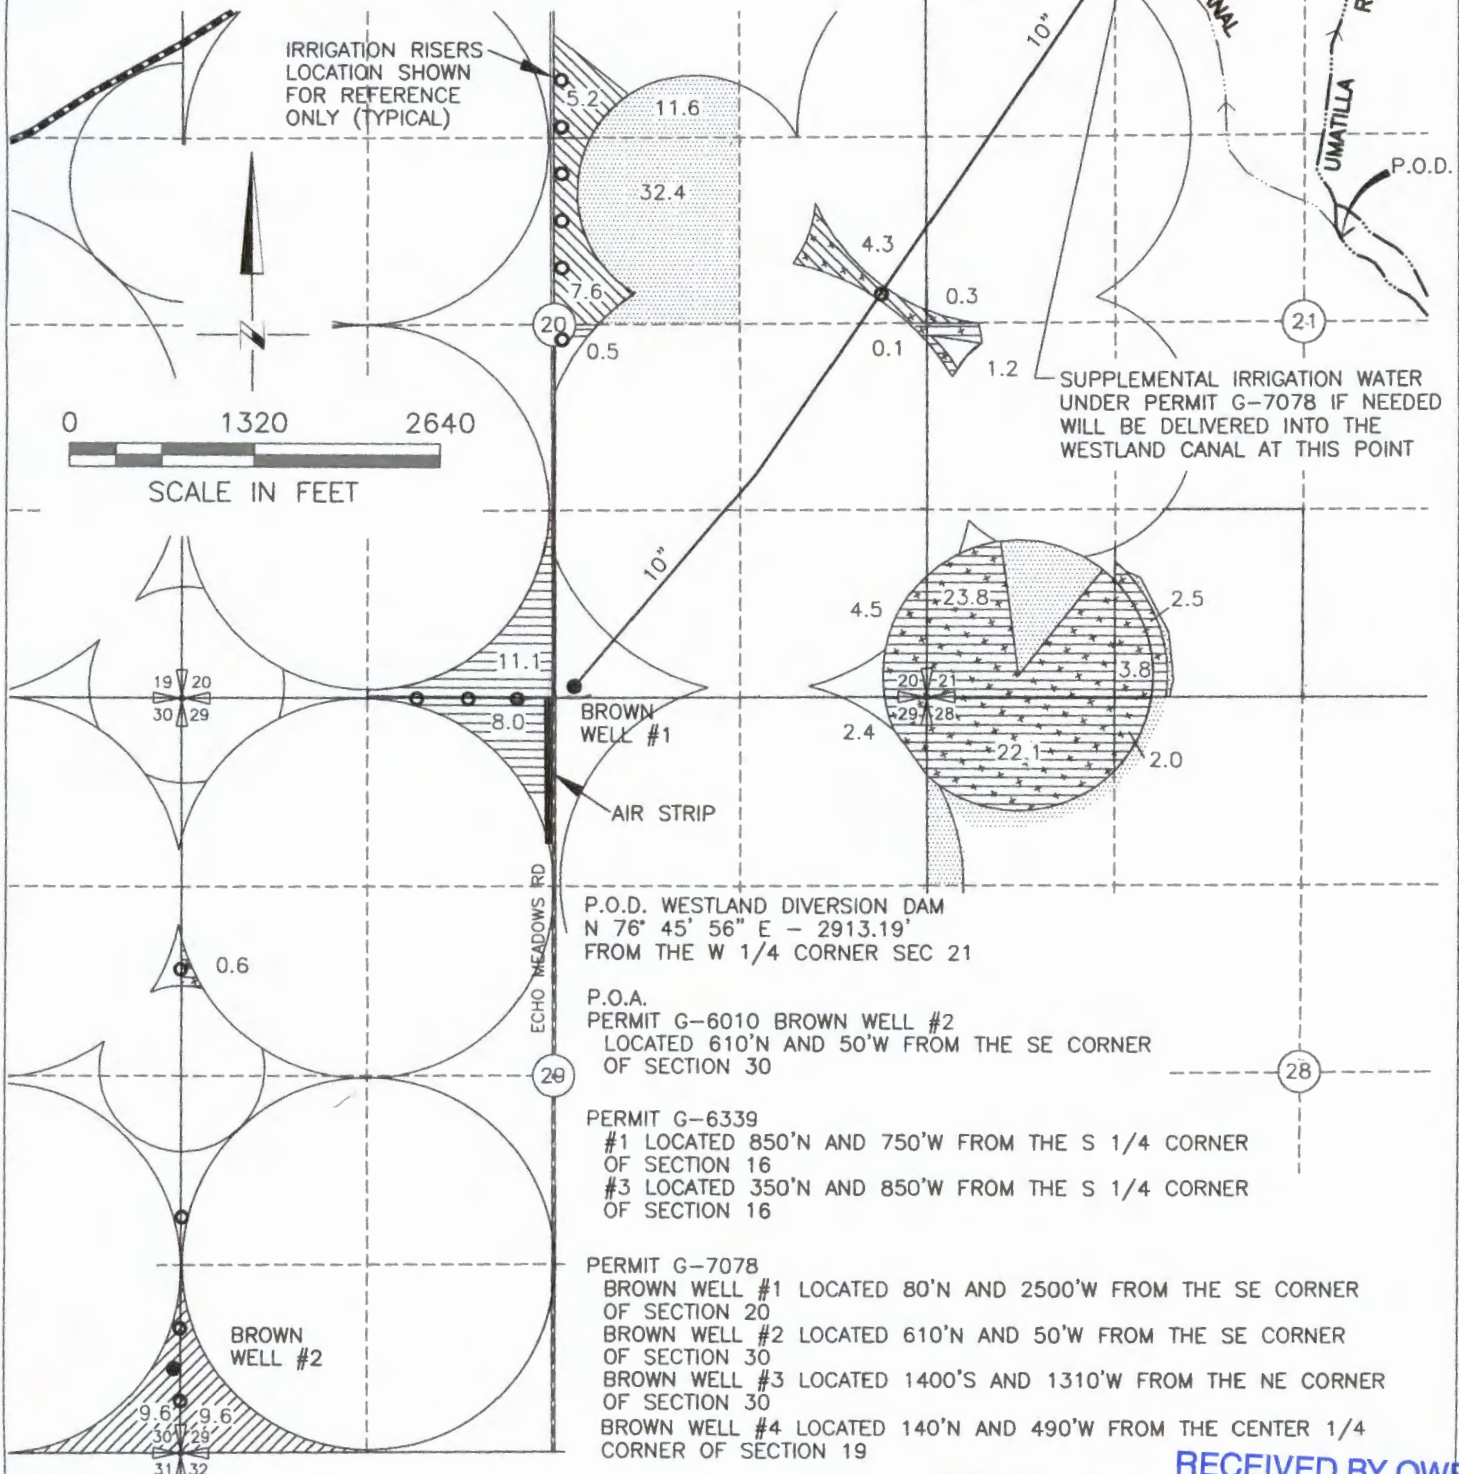 IRRIGATION RISERS
LOCATION SHOWN
FOR REFERENCE
ONLY (TYPICAL)
10"
UMATILLA
P.O.D.
5.2
11.6
32.4
7.6
0.5
20
4.3
0.3
0.1
1.2
21
SUPPLEMENTAL IRRIGATION WATER
UNDER PERMIT G-7078 IF NEEDED
WILL BE DELIVERED INTO THE
WESTLAND CANAL AT THIS POINT
0 1320 2640
SCALE IN FEET
10"
4.5
23.8
2.5
3.8
11.1
8.0
19 20
30 29
20 21
29 28
BROWN
WELL #1
2.4
22.1
2.0
AIR STRIP
ECHO MEADOWS RD
0.6
29
28
P.O.D. WESTLAND DIVERSION DAM
N 76° 45' 56" E - 2913.19'
FROM THE W 1/4 CORNER SEC 21
P.O.A.
PERMIT G-6010 BROWN WELL #2
LOCATED 610'N AND 50'W FROM THE SE CORNER
OF SECTION 30
PERMIT G-6339
#1 LOCATED 850'N AND 750'W FROM THE S 1/4 CORNER
OF SECTION 16
#3 LOCATED 350'N AND 850'W FROM THE S 1/4 CORNER
OF SECTION 16
PERMIT G-7078
BROWN WELL #1 LOCATED 80'N AND 2500'W FROM THE SE CORNER
OF SECTION 20
BROWN WELL #2 LOCATED 610'N AND 50'W FROM THE SE CORNER
OF SECTION 30
BROWN WELL #3 LOCATED 1400'S AND 1310'W FROM THE NE CORNER
OF SECTION 30
BROWN WELL #4 LOCATED 140'N AND 490'W FROM THE CENTER 1/4
CORNER OF SECTION 19
BROWN
WELL #2
9.6 9.6
30 29
31 32
RECEIVED BY OWR